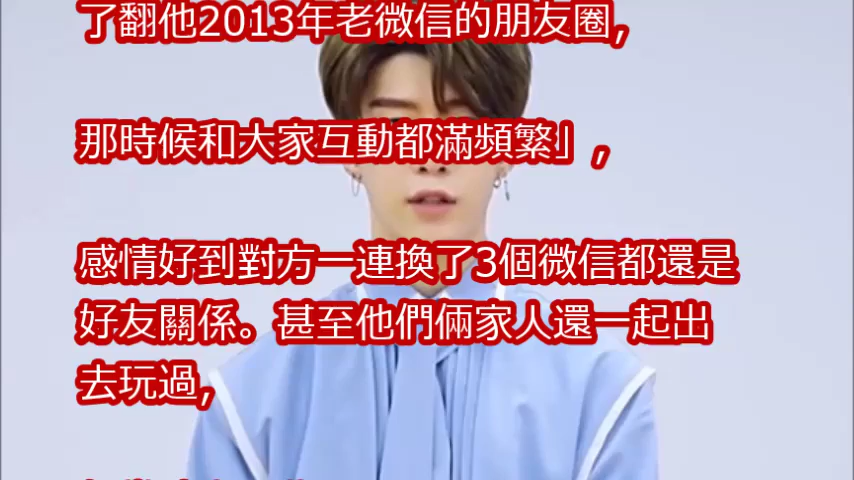 了翻他2013年老微信的朋友圈，
那時候和大家互動都滿頻繁」，
感情好到對方一連換了3個微信都還是
好友關係。甚至他們倆家人還一起出
去玩過，